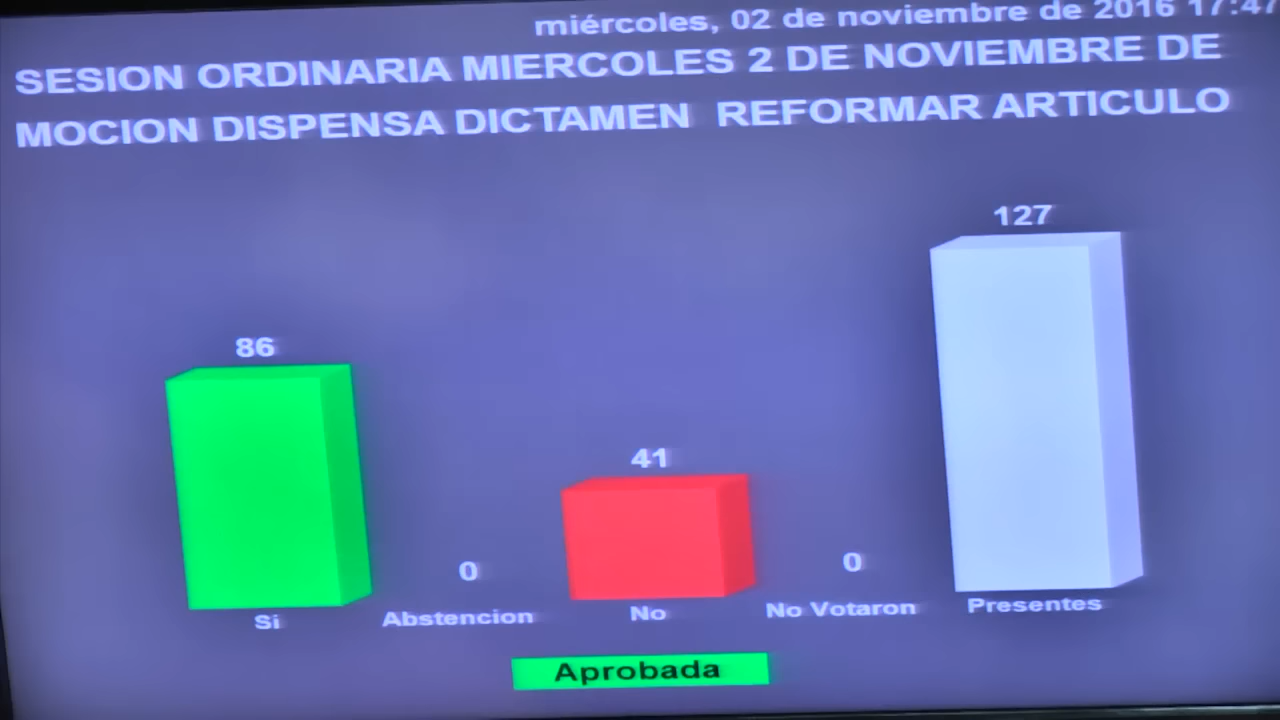 miércoles, 02 de noviembre de 2016 17:47
SESION ORDINARIA MIERCOLES 2 DE NOVIEMBRE DE
MOCION DISPENSA DICTAMEN REFORMAR ARTICULO
127
86
41
0
0
Si
Abstencion
No
No Votaron
Presentes
Aprobada